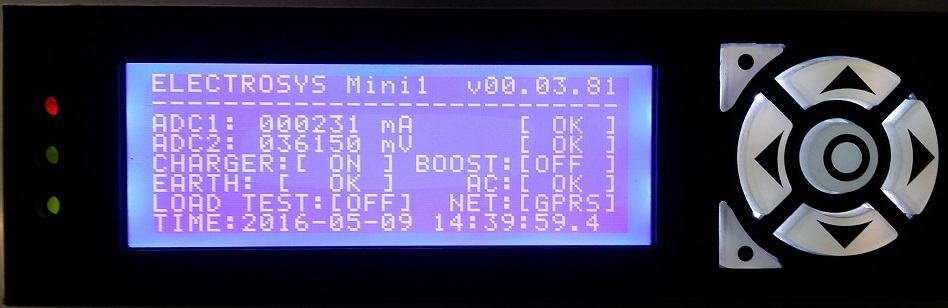 ELECTROSYS Mini1 v00.03.81
--------------------------
ADC1: 000231 mA [ OK ]
ADC2: 036150 mV [ OK ]
CHARGER:[ ON ] BOOST:[OFF ]
EARTH: [ OK ] AC:[ OK ]
LOAD TEST:[OFF] NET:[GPRS]
TIME:2016-05-09 14:39:59.4